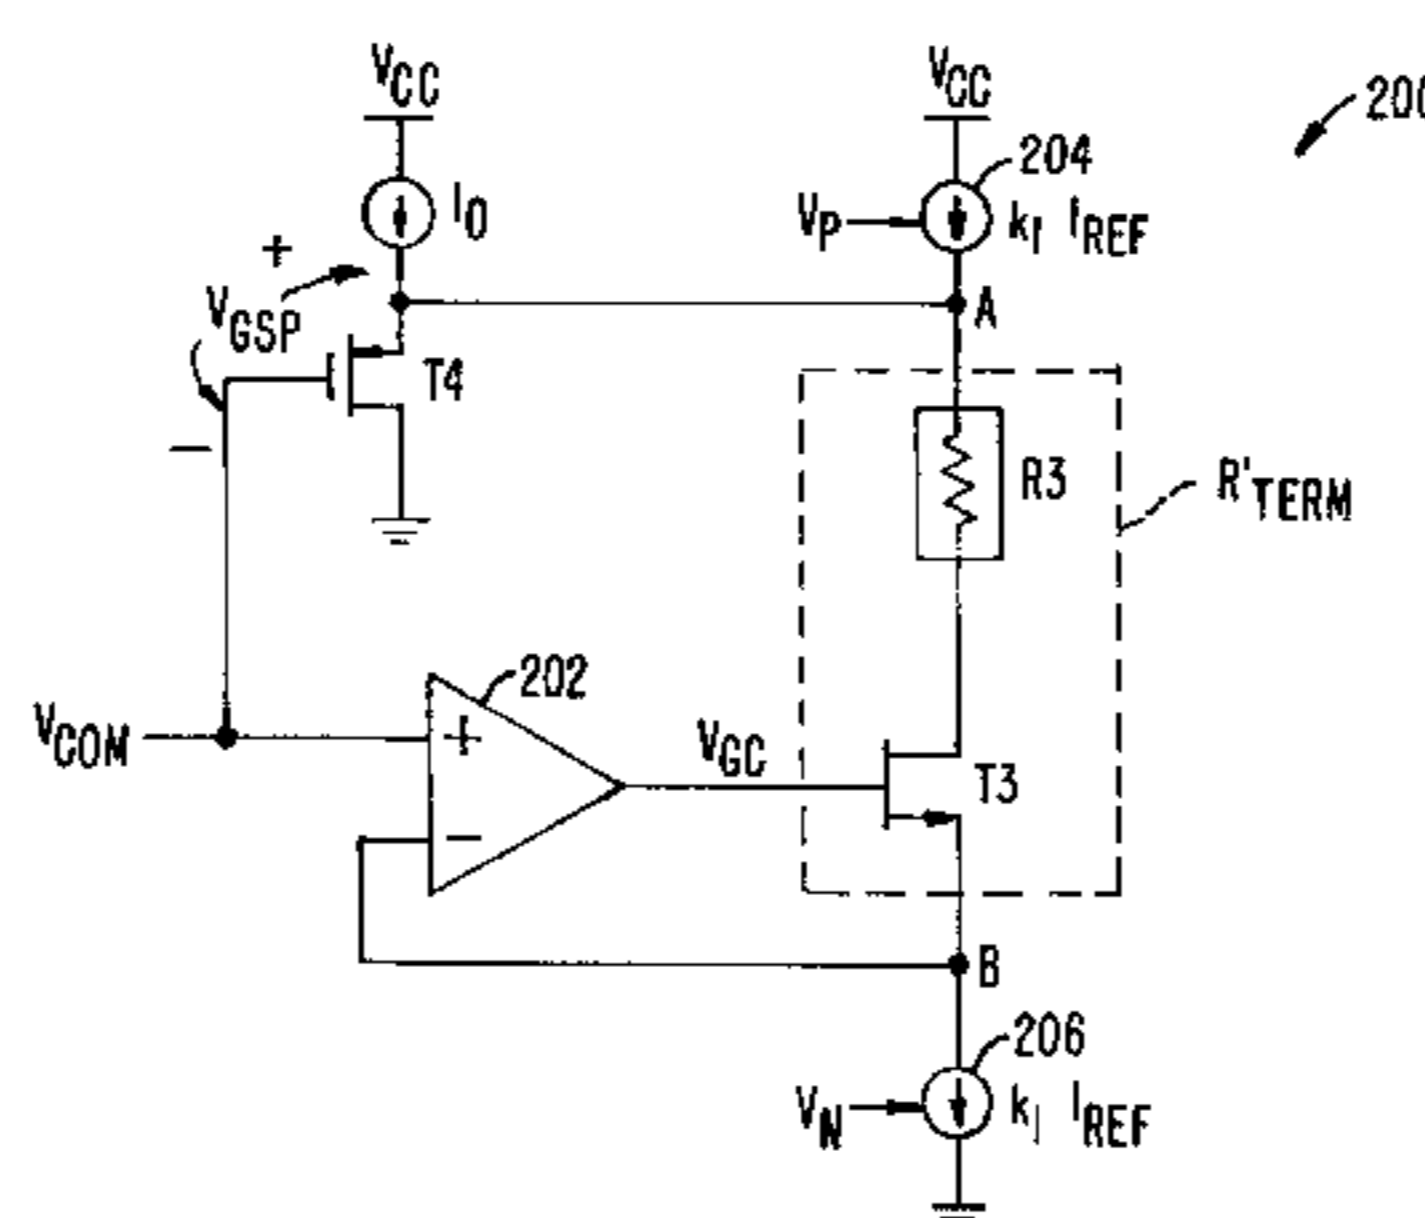 VCC
VCC
200
204
I0
VP
k1 IREF
+
VGSP
A
T4
−
R3
R'TERM
202
VCOM
+
VGC
T3
−
B
206
VN
k1 IREF